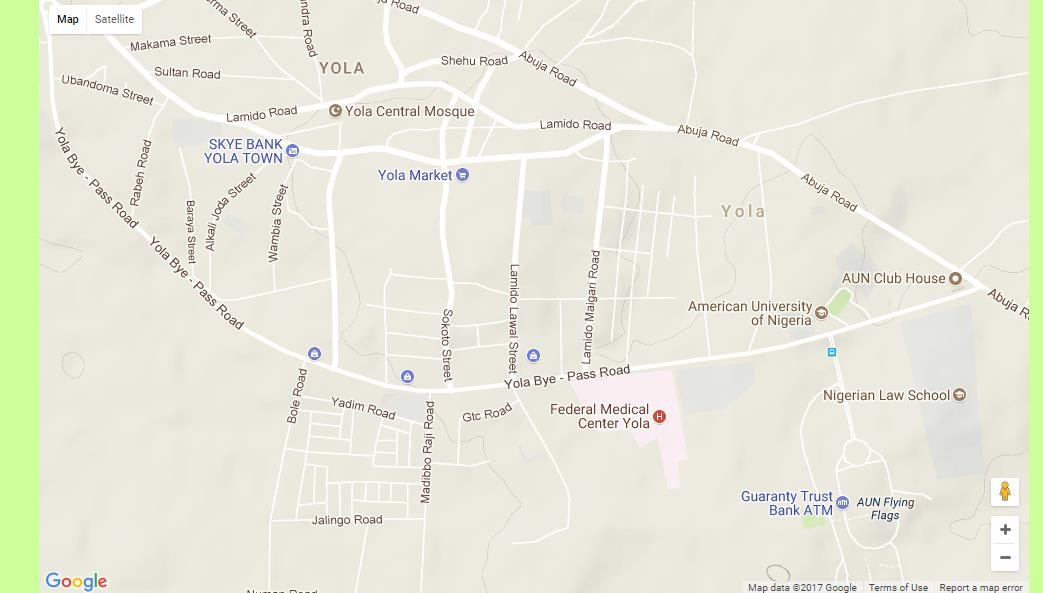 Map
Satellite
Road
Makama Street
Sultan Road
YOLA
Shehu Road
Abuja Road
Ubandoma Street
Lamido Road
Yola Central Mosque
Lamido Road
Abuja Road
SKYE BANK
YOLA TOWN
Yola Market
Yola Bye - Pass Road
Rabeh Road
Baraya Street
Alkali Joda Street
Wambia Street
Abuja Road
Yola
Yola Bye - Pass Road
Lamido Lawal Street
Lamido Maigari Road
AUN Club House
Abuja R
American University
of Nigeria
Sokoto Street
Yola Bye - Pass Road
Bole Road
Yadim Road
Madibbo Raji Road
Gtc Road
Federal Medical
Center Yola
H
Nigerian Law School
Guaranty Trust
Bank ATM
AUN Flying
Flags
Jalingo Road
+
−
Google
Map data ©2017 Google
Terms of Use
Report a map error